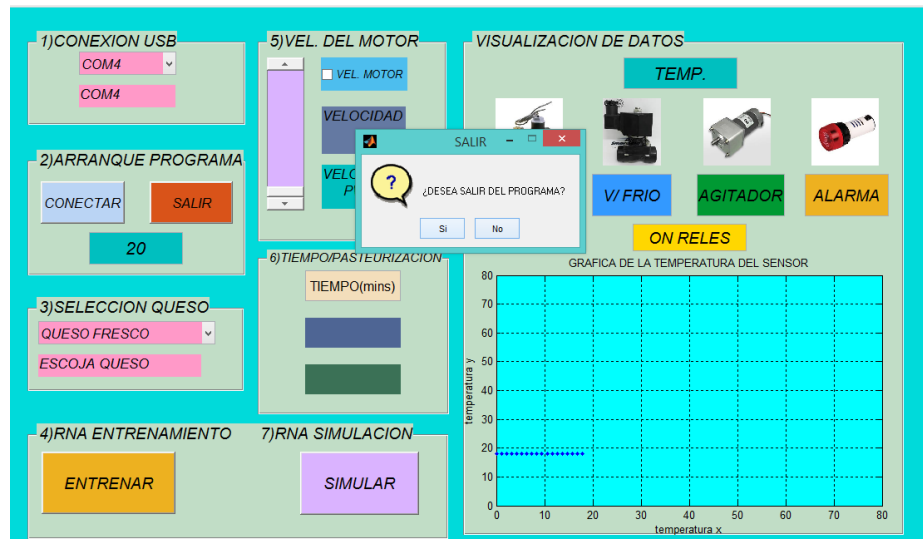 1)CONEXION USB
COM4
COM4
2)ARRANQUE PROGRAMA
CONECTAR
SALIR
20
3)SELECCION QUESO
QUESO FRESCO
ESCOJA QUESO
4)RNA ENTRENAMIENTO
ENTRENAR
5)VEL. DEL MOTOR
VEL. MOTOR
VELOCIDAD
6)TIEMPO/PASTEURIZACION
TIEMPO(mins)
7)RNA SIMULACION
SIMULAR
SALIR
?
¿DESEA SALIR DEL PROGRAMA?
Si
No
VISUALIZACION DE DATOS
TEMP.
V/ FRIO
AGITADOR
ALARMA
ON RELES
GRAFICA DE LA TEMPERATURA DEL SENSOR
temperatura y
80
70
60
50
40
30
20
10
0
0 10 20 30 40 50 60 70 80
temperatura x